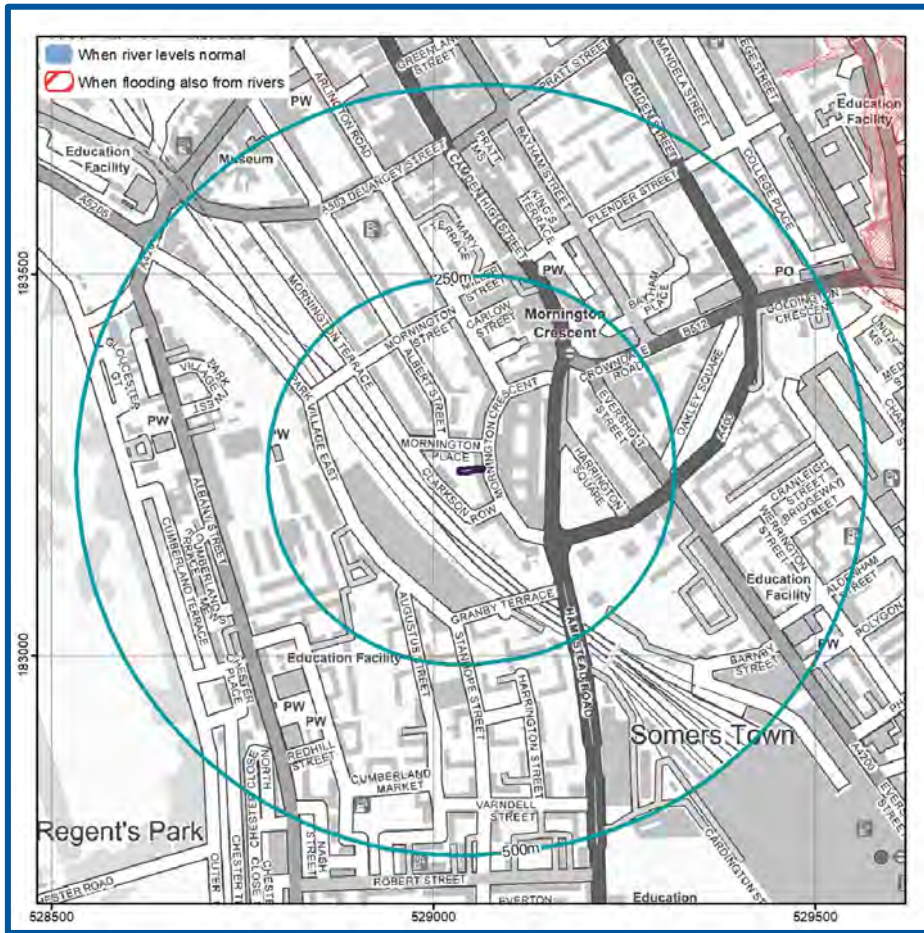 When river levels normal
When flooding also from rivers
GREENLAND
STREET
PRATT STREET
MANDELA STREET
CAMDEN STREET
Education
Facility
PW
ARLINGTON ROAD
Education
Facility
Museum
PRATT
MS
BAYHAM STREET
COLLEGE PLACE
A503 DELANCEY STREET
CAMDEN HIGH STREET
KING'S
TERRACE
PLENDER STREET
A5205
MARY
TERRACE
183500
250m
PW
PO
STREET
BAYHAM
PLACE
MORNINGTON TERRACE
MORNINGTON
STREET
CARLOW
STREET
Mornington
Crescent
GOLDINGTON
CRESCENT
B512
CROWNDALE
ROAD
GLOUCESTER
GT
PARK
VILLAGE
WEST
ALBERT STREET
OAKLEY SQUARE
EVERSHOLT
STREET
PW
PW
PARK VILLAGE EAST
MORNINGTON
PLACE
MORNINGTON CRESCENT
A400
CLARKSON
ROW
HARRINGTON
SQUARE
CRANLEIGH
STREET
BRIDGEWAY
STREET
ALBANY STREET
CUMBERLAND TERRACE
WERRINGTON
STREET
ALDENHAM
STREET
Education
Facility
POLYGON
GRANBY TERRACE
AUGUSTUS STREET
STANHOPE STREET
HAMPSTEAD ROAD
183000
CHESTER
PLACE
Education Facility
BARNBY
STREET
PW
HARRINGTON
STREET
PW
PW
REDHILL
STREET
Somers Town
A4200
CUMBERLAND
MARKET
VARNDELL
STREET
NORTH
CHESTER CLOSE
Regent's Park
NASH
STREET
500m
CARDINGTON ST
ROBERT STREET
EVERTON
Education
528500
529000
529500